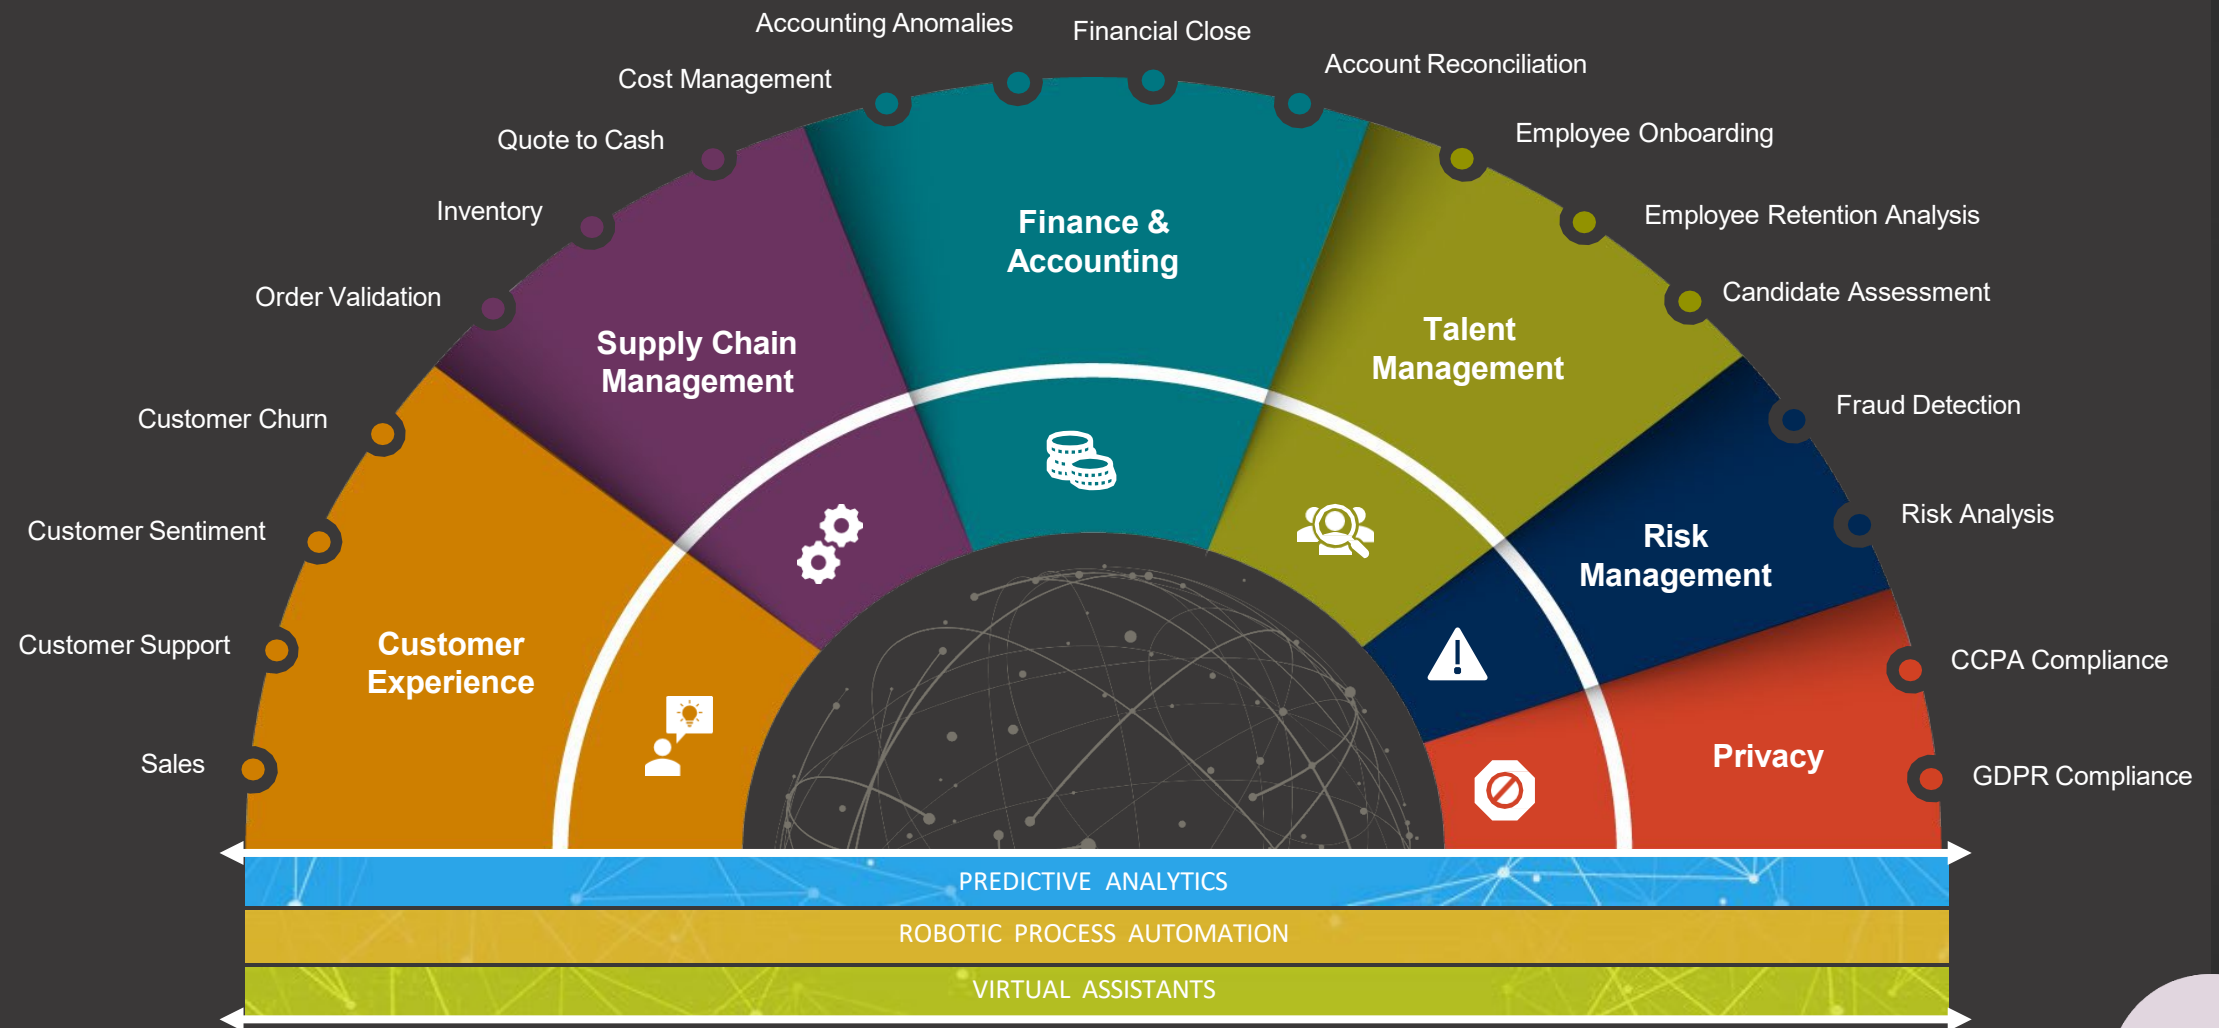 Accounting Anomalies
Financial Close
Cost Management
Account Reconciliation
Quote to Cash
Employee Onboarding
Inventory
Employee Retention Analysis
Order Validation
Candidate Assessment
Finance &
Accounting
Supply Chain
Management
Talent
Management
Customer Churn
Fraud Detection
Customer Sentiment
Risk Analysis
Risk
Management
Customer Support
Customer
Experience
CCPA Compliance
Sales
Privacy
GDPR Compliance
PREDICTIVE ANALYTICS
ROBOTIC PROCESS AUTOMATION
VIRTUAL ASSISTANTS